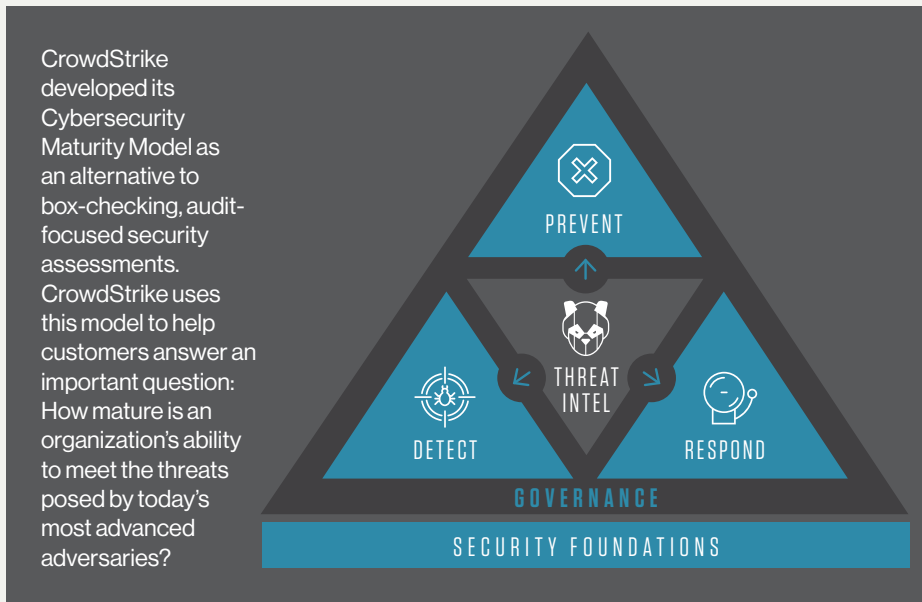 CrowdStrike
developed its
Cybersecurity
Maturity Model as
an alternative to
box-checking, audit-
focused security
assessments.
CrowdStrike uses
this model to help
customers answer an
important question:
How mature is an
organization’s ability
to meet the threats
posed by today’s
most advanced
adversaries?
PREVENT
THREAT
INTEL
DETECT
RESPOND
GOVERNANCE
SECURITY FOUNDATIONS